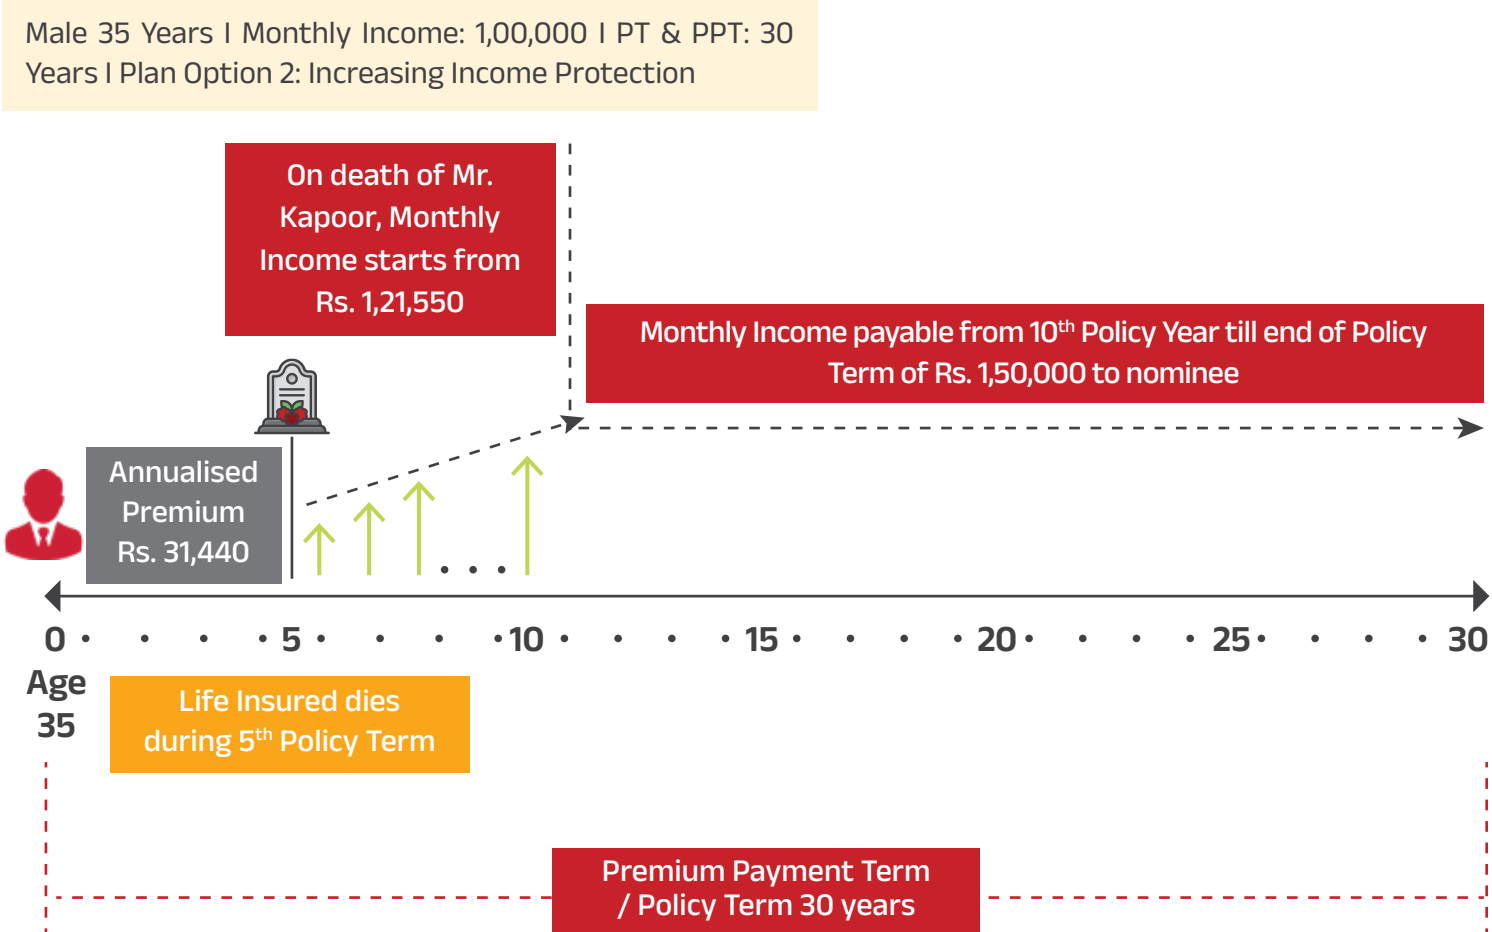 Male 35 Years I Monthly Income: 1,00,000 I PT & PPT: 30
Years I Plan Option 2: Increasing Income Protection
On death of Mr.
Kapoor, Monthly
Income starts from
Rs. 1,21,550
Monthly Income payable from 10th Policy Year till end of Policy
Term of Rs. 1,50,000 to nominee
Annualised
Premium
Rs. 31,440
0 5 10 15 20 25 30
Age
35
Life Insured dies
during 5th Policy Term
Premium Payment Term
/ Policy Term 30 years